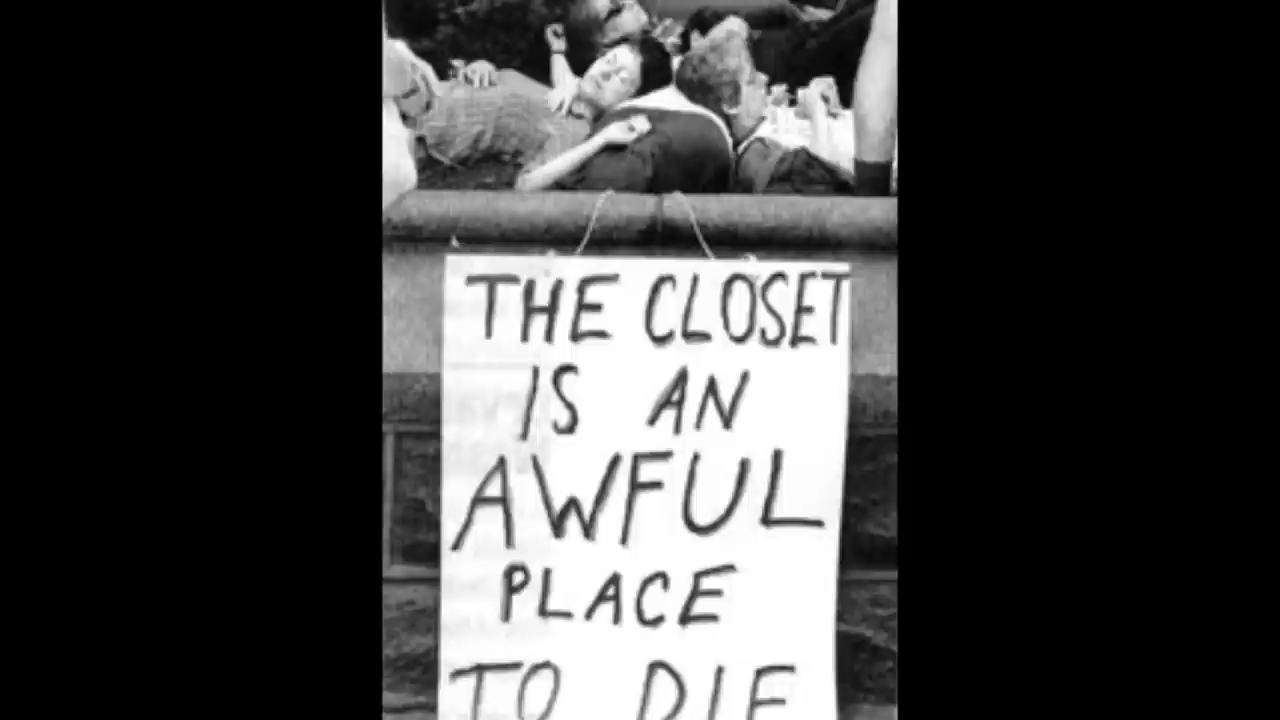 THE CLOSET
IS AN
AWFUL
PLACE
TO DIE